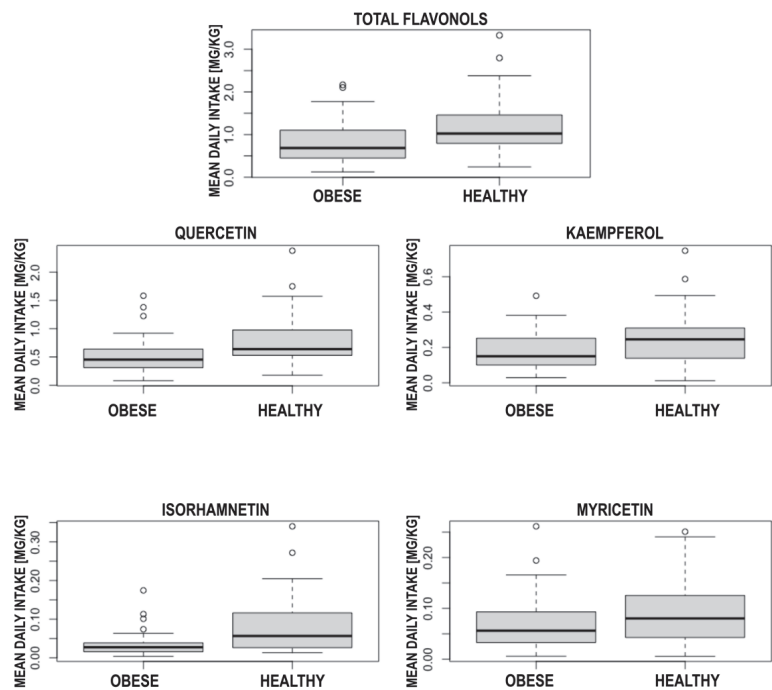 TOTAL FLAVONOLS
MEAN DAILY INTAKE [MG/KG]
3.0
2.0
1.0
0.0
OBESE HEALTHY
QUERCETIN
MEAN DAILY INTAKE [MG/KG]
2.0
1.5
1.0
0.5
0.0
OBESE HEALTHY
KAEMPFEROL
MEAN DAILY INTAKE [MG/KG]
0.6
0.4
0.2
0.0
OBESE HEALTHY
ISORHAMNETIN
MEAN DAILY INTAKE [MG/KG]
0.30
0.20
0.10
0.00
OBESE HEALTHY
MYRICETIN
MEAN DAILY INTAKE [MG/KG]
0.20
0.10
0.00
OBESE HEALTHY